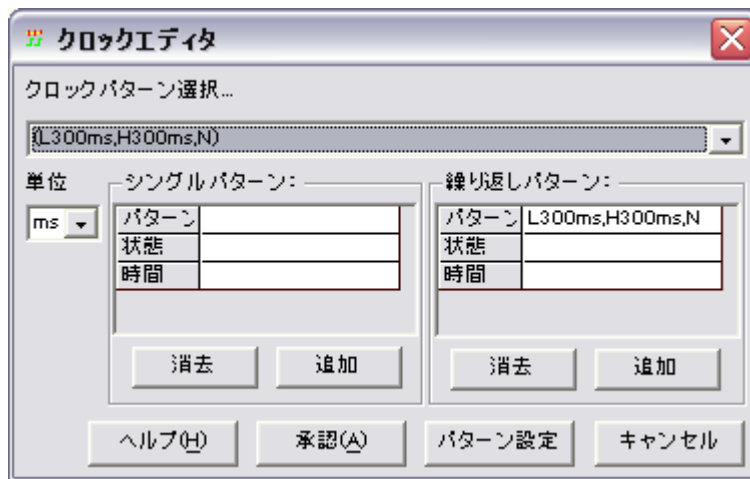 クロックエディタ
クロックパターン選択...
(L300ms,H300ms,N)
単位
ms
シングルパターン:
パターン
状態
時間
消去 追加
繰り返しパターン:
パターン L300ms,H300ms,N
状態
時間
消去 追加
ヘルプ(H) 承認(A) パターン設定 キャンセル